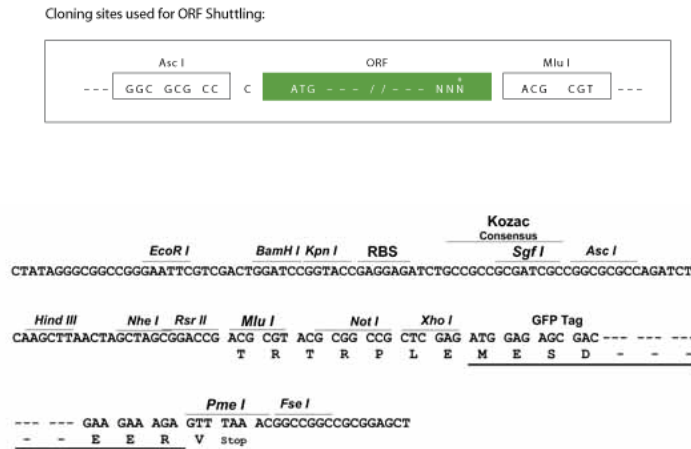 Cloning sites used for ORF Shuttling:
Asc I ORF Mlu I
--- GGC GCG CC C ATG --- // --- NNN* ACG CGT ---
Kozac
EcoR I BamH I Kpn I RBS Consensus Sgf I Asc I
CTATAGGGCGGCCGGGAATTCGTCGACTGGATCCGGTACCGAGGAGATCTGCCGCCGCGATCGCCGGCGCGCCAGATCT
Hind III Nhe I Rsr II Mlu I Not I Xho I GFP Tag
CAAGCTTAACTAGCTAGCGGACCG ACG CGT ACG CGG CCG CTC GAG ATG GAG AGC GAC --- --- ---
T R T R P L E M E S D - - -
Pme I Fse I
--- --- GAA GAA AGA GTT TAA ACGGCCGGCCGCGGAGCT
- - E E R V Stop